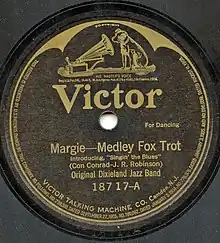 "HIS MASTER'S VOICE"
Victor
For Dancing
Margie—Medley Fox Trot
Introducing, "Singin' the Blues"
(Con Conrad-J. R. Robinson)
Original Dixieland Jazz Band
18717-A
VICTOR TALKING MACHINE CO. Camden, N.J.